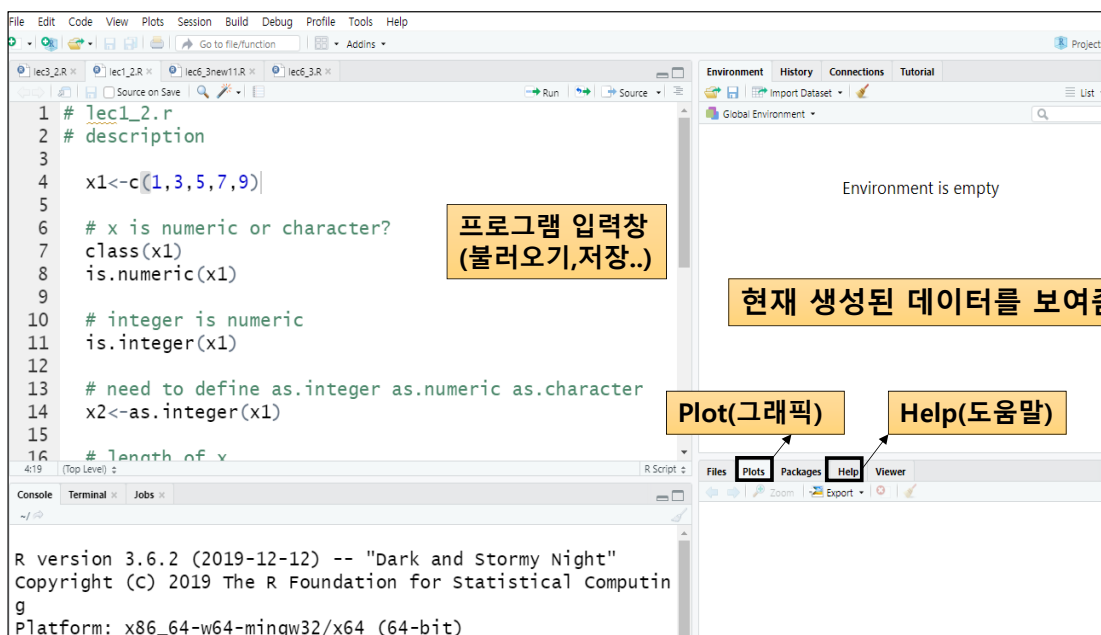 File Edit Code View Plots Session Build Debug Profile Tools Help
Go to file/function Addins
Project
lec3_2.R × lec1_2.R × lec6_3new11.R × lec6_3.R ×
Source on Save Run Source
1 # lec1_2.r
2 # description
3
4 x1<-c(1,3,5,7,9)
5
6 # x is numeric or character?
7 class(x1)
8 is.numeric(x1)
9
10 # integer is numeric
11 is.integer(x1)
12
13 # need to define as.integer as.numeric as.character
14 x2<-as.integer(x1)
15
16 # length of x
프로그램 입력창
(불러오기,저장..)
4:19 (Top Level) R Script
Console Terminal × Jobs ×
~/
R version 3.6.2 (2019-12-12) -- "Dark and Stormy Night"
Copyright (C) 2019 The R Foundation for Statistical Computin
g
Platform: x86_64-w64-mingw32/x64 (64-bit)
Environment History Connections Tutorial
Import Dataset List
Global Environment
Environment is empty
현재 생성된 데이터를 보여줌
Plot(그래픽) Help(도움말)
Files Plots Packages Help Viewer
Zoom Export